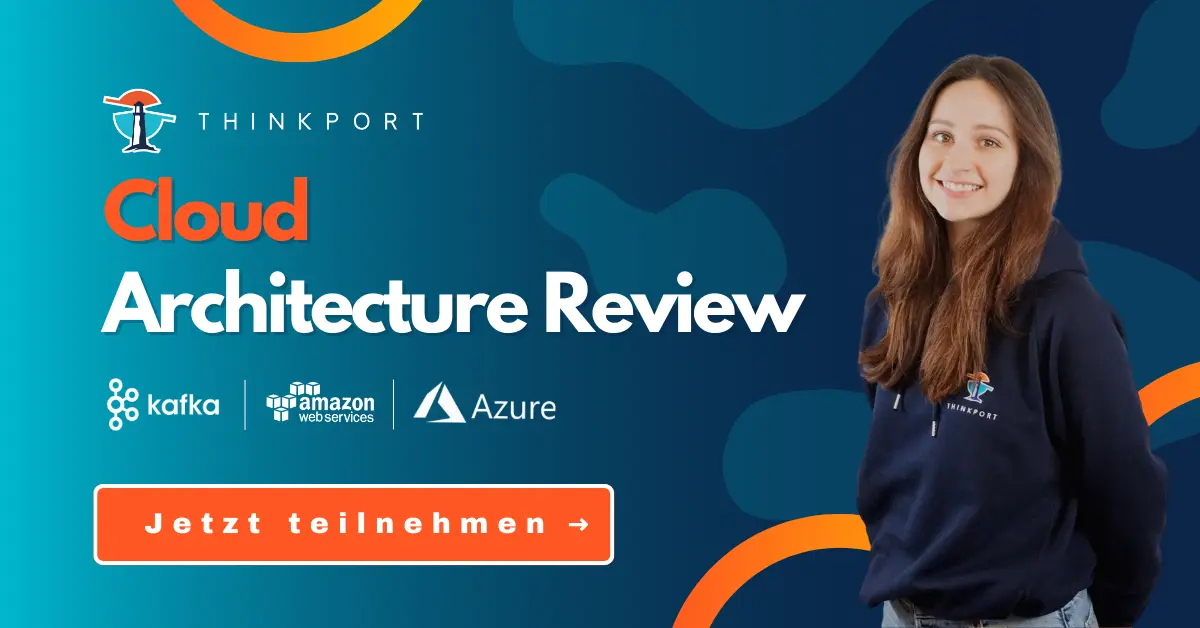 THINKPORT
Cloud
Architecture Review
kafka
amazon
web services
Azure
THINKPORT
Jetzt teilnehmen →